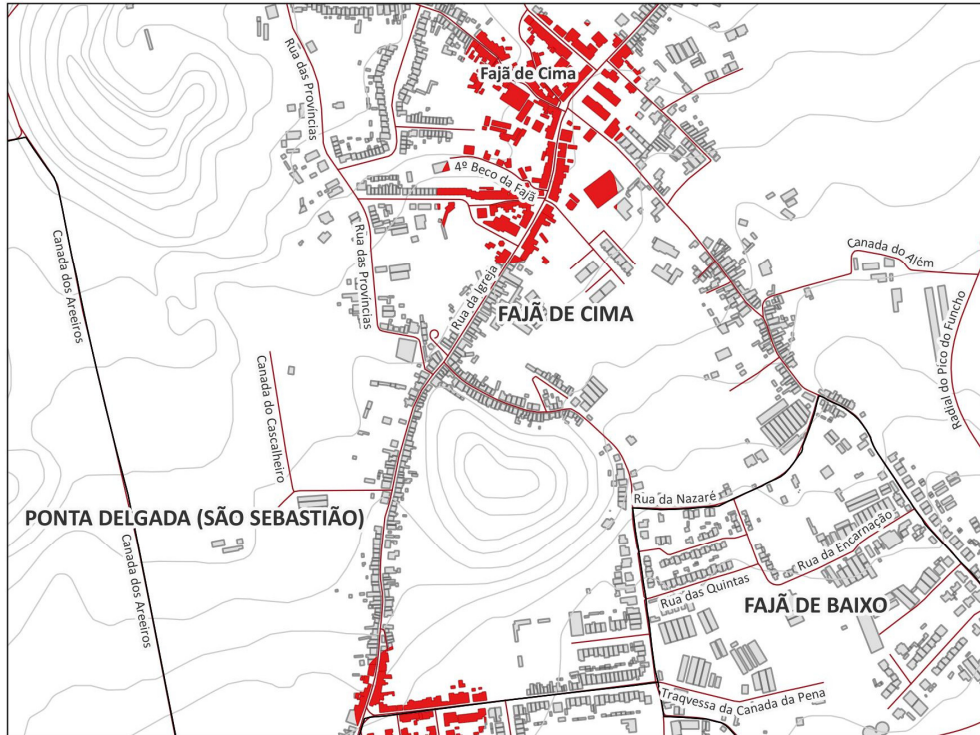 Rua das Províncias
Fajã de Cima
4º Beco da Fajã
Rua das Províncias
Canada dos Areeiros
Canada do Além
Rua da Igreja
FAJÃ DE CIMA
Radial do Pico do Funcho
Canada do Cascalheiro
PONTA DELGADA (SÃO SEBASTIÃO)
Canada dos Areeiros
Rua da Nazaré
Rua da Encarnação
Rua das Quintas
FAJÃ DE BAIXO
Traqvessa da Canada da Pena